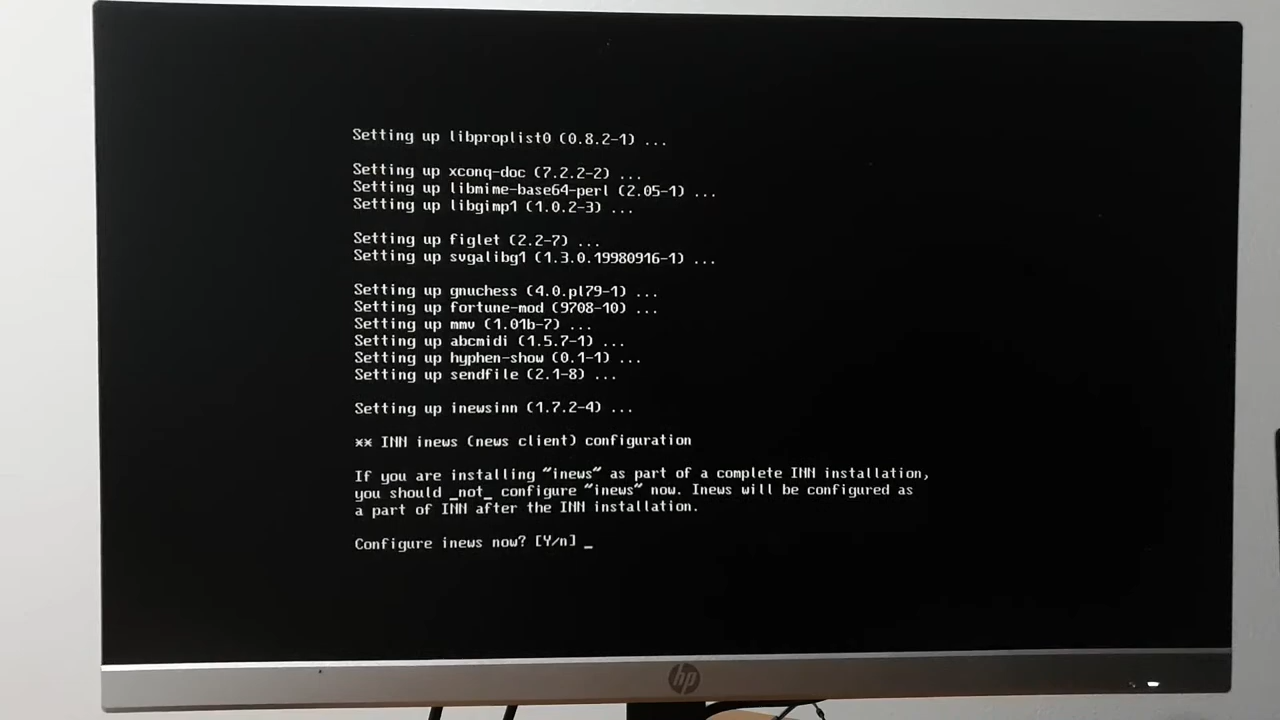 Setting up libproplist0 (0.8.2-1) ...
Setting up xconq-doc (7.2.2-2) ...
Setting up libmime-base64-perl (2.05-1) ...
Setting up libgimp1 (1.0.2-3) ...
Setting up figlet (2.2-7) ...
Setting up svgalibg1 (1.3.0.19980916-1) ...
Setting up gnuchess (4.0.pl79-1) ...
Setting up fortune-mod (9708-10) ...
Setting up mmv (1.01b-7) ...
Setting up abcmidi (1.5.7-1) ...
Setting up hyphen-show (0.1-1) ...
Setting up sendfile (2.1-8) ...
Setting up inewsinn (1.7.2-4) ...
** INN inews (news client) configuration
If you are installing "inews" as part of a complete INN installation,
you should _not_ configure "inews" now. Inews will be configured as
a part of INN after the INN installation.
Configure inews now? [Y/n] _
hp